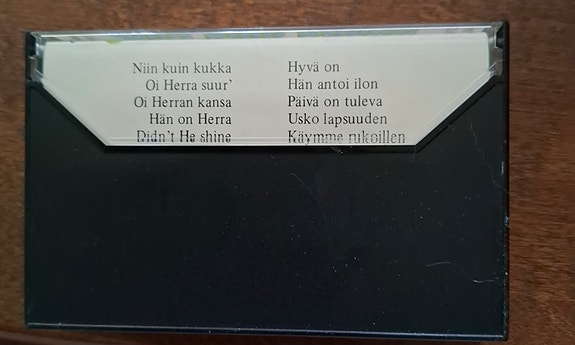 Niin kuin kukka
Oi Herra suur'
Oi Herran kansa
Hän on Herra
Didn't He shine
Hyvä on
Hän antoi ilon
Päivä on tuleva
Usko lapsuuden
Käymme rukoillen